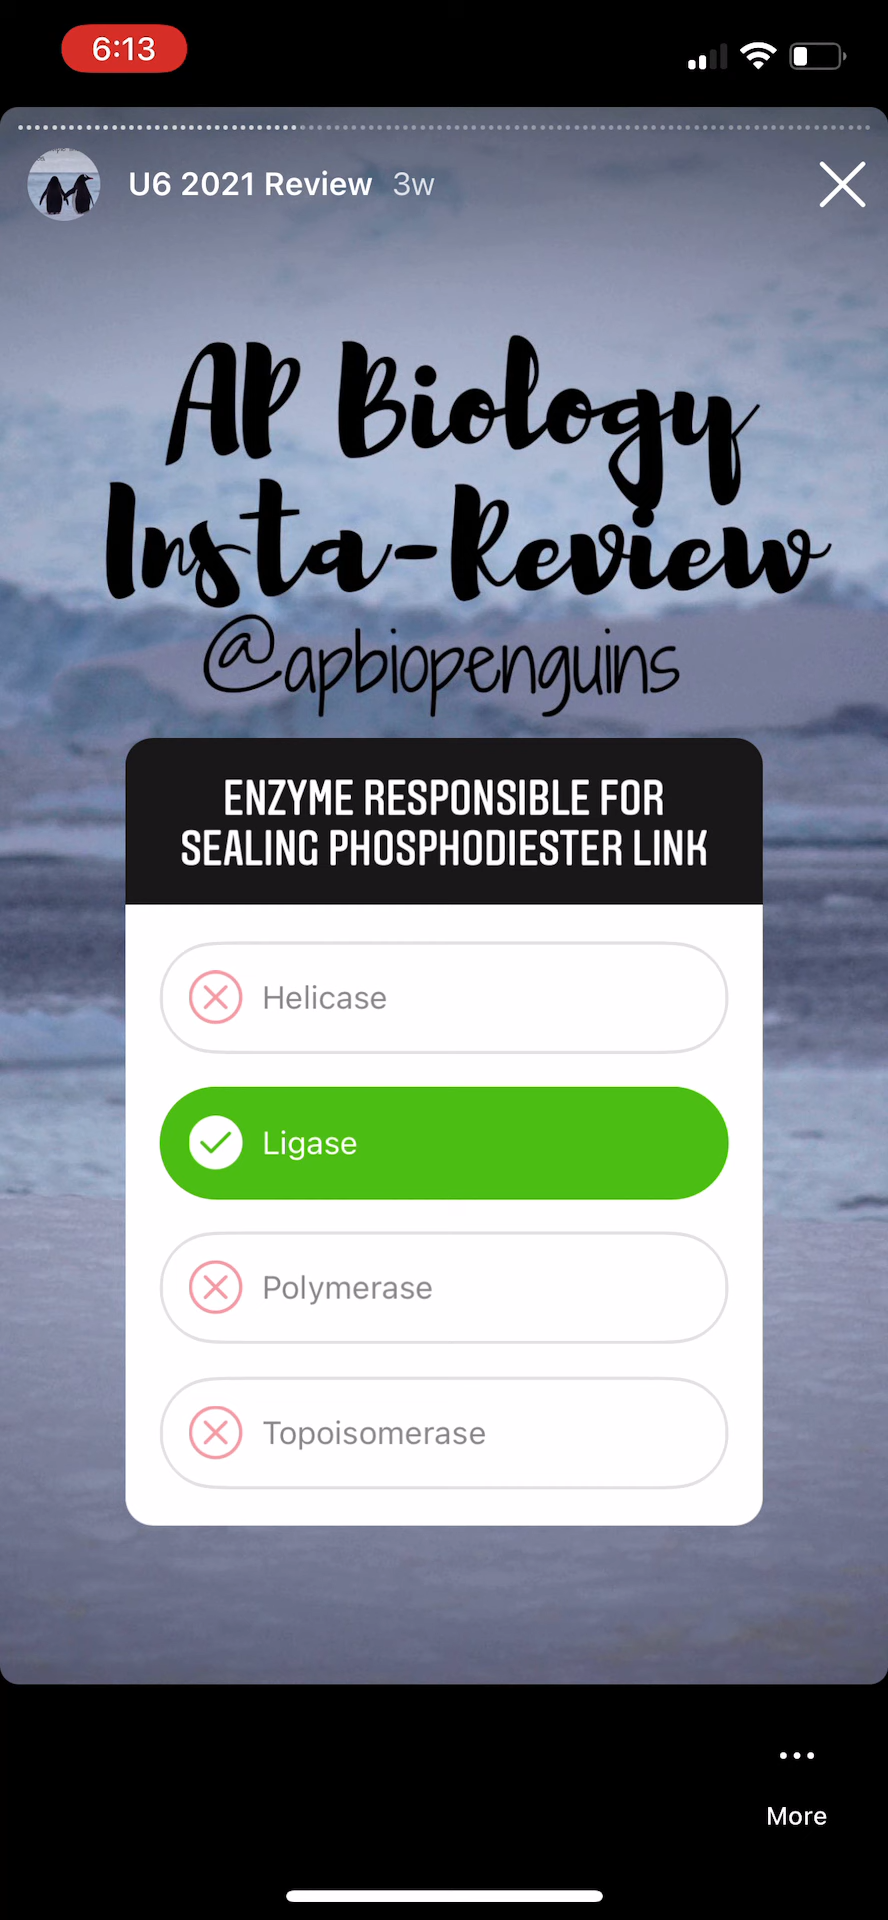 6:13
U6 2021 Review 3w
AP Biology
Insta-Review
@apbiopenguins
ENZYME RESPONSIBLE FOR
SEALING PHOSPHODIESTER LINK
Helicase
Ligase
Polymerase
Topoisomerase
More